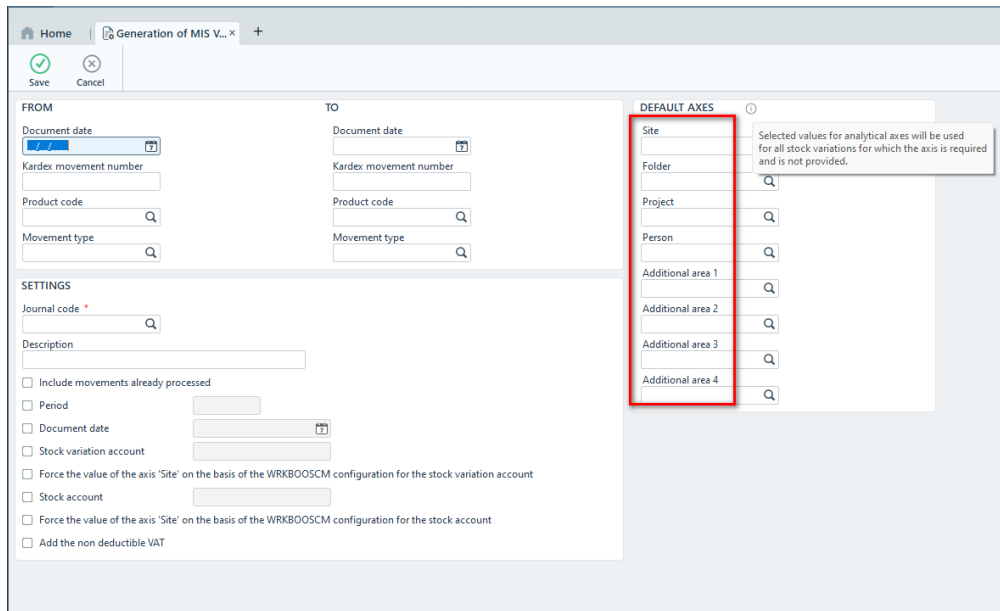 Home
Generation of MIS V...
Save
Cancel
FROM
TO
Document date
Document date
_/_/__
7
7
Kardex movement number
Kardex movement number
Product code
Product code
Movement type
Movement type
SETTINGS
Journal code *
Description
Include movements already processed
Period
Document date
7
Stock variation account
Force the value of the axis 'Site' on the basis of the WRKBOOSCM configuration for the stock variation account
Stock account
Force the value of the axis 'Site' on the basis of the WRKBOOSCM configuration for the stock account
Add the non deductible VAT
DEFAULT AXES
Site
Selected values for analytical axes will be used
for all stock variations for which the axis is required
and is not provided.
Folder
Project
Person
Additional area 1
Additional area 2
Additional area 3
Additional area 4